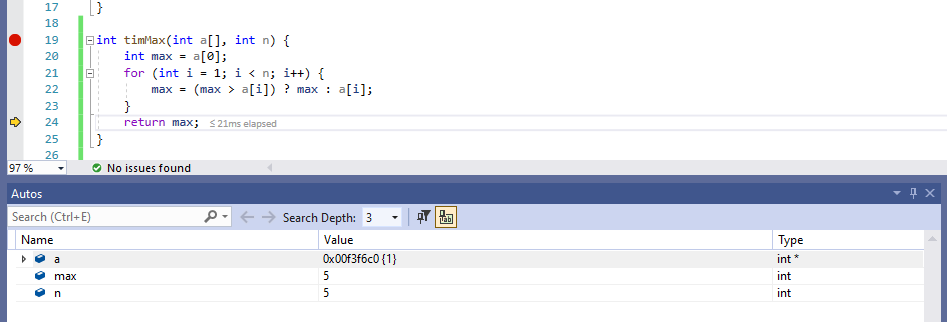 17 }
18
19 int timMax(int a[], int n) {
20 int max = a[0];
21 for (int i = 1; i < n; i++) {
22 max = (max > a[i]) ? max : a[i];
23 }
24 return max; ≤ 21ms elapsed
25 }
26
97 % No issues found
Autos
Search (Ctrl+E) Search Depth: 3
Name Value Type
a 0x00f3f6c0 {1} int *
max 5 int
n 5 int